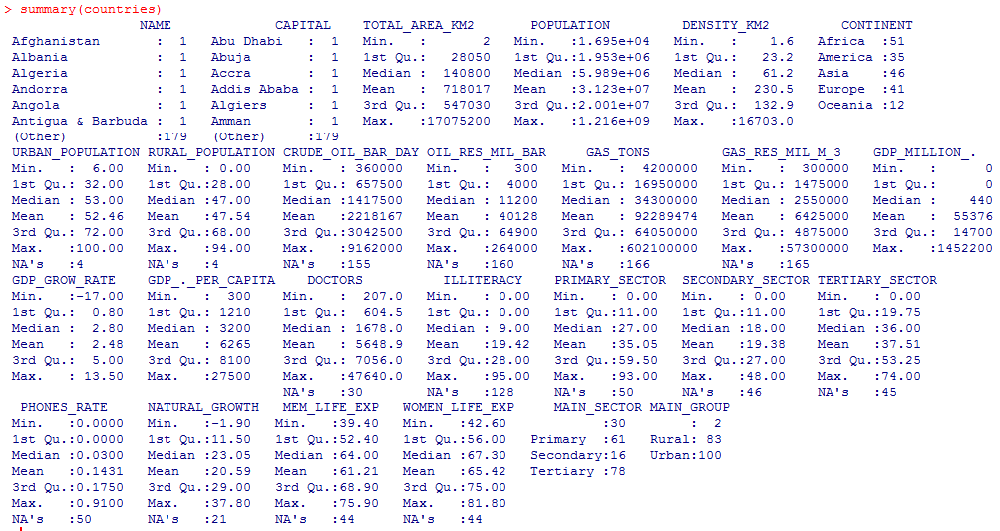 > summary(countries)
NAME CAPITAL TOTAL_AREA_KM2 POPULATION DENSITY_KM2 CONTINENT
Afghanistan : 1 Abu Dhabi : 1 Min. : 2 Min. :1.695e+04 Min. : 1.6 Africa :51
Albania : 1 Abuja : 1 1st Qu.: 28050 1st Qu.:1.953e+06 1st Qu.: 23.2 America :35
Algeria : 1 Accra : 1 Median : 140800 Median :5.989e+06 Median : 61.2 Asia :46
Andorra : 1 Addis Ababa : 1 Mean : 718017 Mean :3.123e+07 Mean : 230.5 Europe :41
Angola : 1 Algiers : 1 3rd Qu.: 547030 3rd Qu.:2.001e+07 3rd Qu.: 132.9 Oceania :12
Antigua & Barbuda : 1 Amman : 1 Max. :17075200 Max. :1.216e+09 Max. :16703.0
(Other) :179 (Other) :179
URBAN_POPULATION RURAL_POPULATION CRUDE_OIL_BAR_DAY OIL_RES_MIL_BAR GAS_TONS GAS_RES_MIL_M_3 GDP_MILLION_.
Min. : 6.00 Min. : 0.00 Min. : 360000 Min. : 300 Min. : 4200000 Min. : 300000 Min. : 0
1st Qu.: 32.00 1st Qu.:28.00 1st Qu.: 657500 1st Qu.: 4000 1st Qu.: 16950000 1st Qu.: 1475000 1st Qu.: 0
Median : 53.00 Median :47.00 Median :1417500 Median : 11200 Median : 34300000 Median : 2550000 Median : 440
Mean : 52.46 Mean :47.54 Mean :2218167 Mean : 40128 Mean : 92289474 Mean : 6425000 Mean : 55376
3rd Qu.: 72.00 3rd Qu.:68.00 3rd Qu.:3042500 3rd Qu.: 64900 3rd Qu.: 64050000 3rd Qu.: 4875000 3rd Qu.: 14700
Max. :100.00 Max. :94.00 Max. :9162000 Max. :264000 Max. :602100000 Max. :57300000 Max. :1452200
NA's :4 NA's :4 NA's :155 NA's :160 NA's :166 NA's :165
GDP_GROW_RATE GDP_._PER_CAPITA DOCTORS ILLITERACY PRIMARY_SECTOR SECONDARY_SECTOR TERTIARY_SECTOR
Min. :-17.00 Min. : 300 Min. : 207.0 Min. : 0.00 Min. : 0.00 Min. : 0.00 Min. : 0.00
1st Qu.: 0.80 1st Qu.: 1210 1st Qu.: 604.5 1st Qu.: 0.00 1st Qu.:11.00 1st Qu.:11.00 1st Qu.:19.75
Median : 2.80 Median : 3200 Median : 1678.0 Median : 9.00 Median :27.00 Median :18.00 Median :36.00
Mean : 2.48 Mean : 6265 Mean : 5648.9 Mean :19.42 Mean :35.05 Mean :19.38 Mean :37.51
3rd Qu.: 5.00 3rd Qu.: 8100 3rd Qu.: 7056.0 3rd Qu.:28.00 3rd Qu.:59.50 3rd Qu.:27.00 3rd Qu.:53.25
Max. : 13.50 Max. :27500 Max. :47640.0 Max. :95.00 Max. :93.00 Max. :48.00 Max. :74.00
NA's :30 NA's :128 NA's :50 NA's :46 NA's :45
PHONES_RATE NATURAL_GROWTH MEM_LIFE_EXP WOMEN_LIFE_EXP MAIN_SECTOR MAIN_GROUP
Min. :0.0000 Min. :-1.90 Min. :39.40 Min. :42.60 :30 : 2
1st Qu.:0.0000 1st Qu.:11.50 1st Qu.:52.40 1st Qu.:56.00 Primary :61 Rural: 83
Median :0.0300 Median :23.05 Median :64.00 Median :67.30 Secondary:16 Urban:100
Mean :0.1431 Mean :20.59 Mean :61.21 Mean :65.42 Tertiary :78
3rd Qu.:0.1750 3rd Qu.:29.00 3rd Qu.:68.90 3rd Qu.:75.00
Max. :0.9100 Max. :37.80 Max. :75.90 Max. :81.80
NA's :50 NA's :21 NA's :44 NA's :44